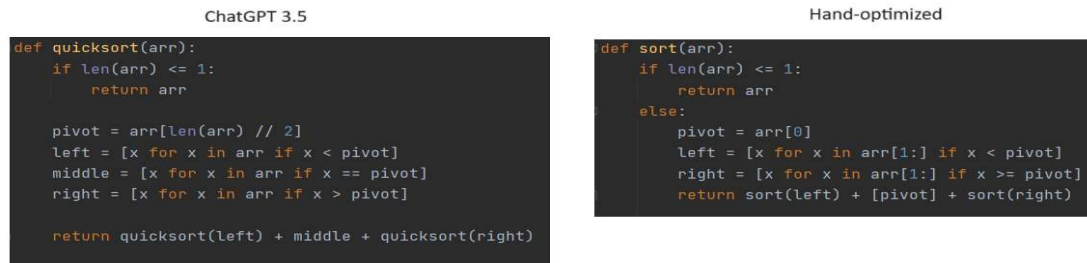 ChatGPT 3.5
def quicksort(arr):
    if len(arr) <= 1:
        return arr

    pivot = arr[len(arr) // 2]
    left = [x for x in arr if x < pivot]
    middle = [x for x in arr if x == pivot]
    right = [x for x in arr if x > pivot]

    return quicksort(left) + middle + quicksort(right)

Hand-optimized
def sort(arr):
    if len(arr) <= 1:
        return arr
    else:
        pivot = arr[0]
        left = [x for x in arr[1:] if x < pivot]
        right = [x for x in arr[1:] if x >= pivot]
        return sort(left) + [pivot] + sort(right)